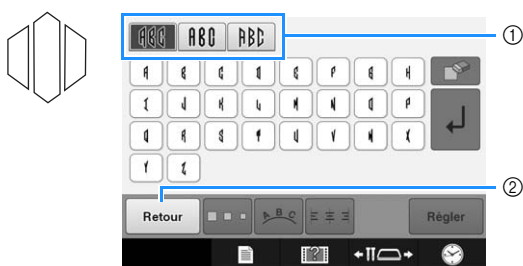 ABC ABC ABC ①
A B C D E F G H
I J K L M N O P
Q R S T U V W X
Y Z
②
Retour A B C Régler
?